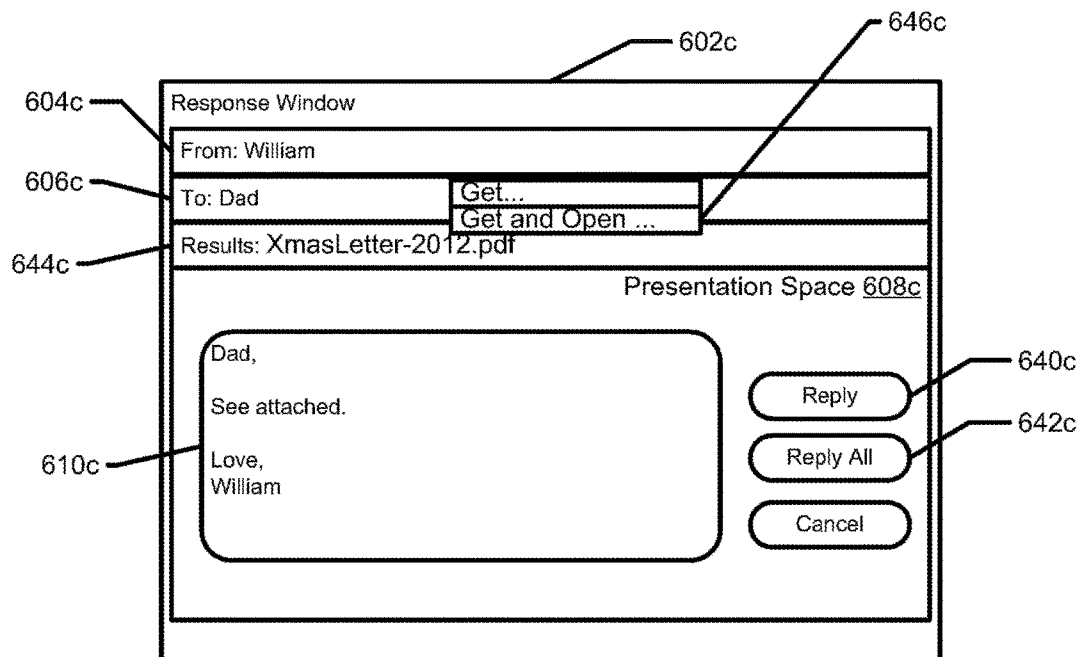 646c
602c
604c
Response Window
From: William
606c
To: Dad
Get...
Get and Open ...
644c
Results: XmasLetter-2012.pdf
Presentation Space 608c
Dad,
640c
Reply
See attached.
642c
610c
Love,
Reply All
William
Cancel